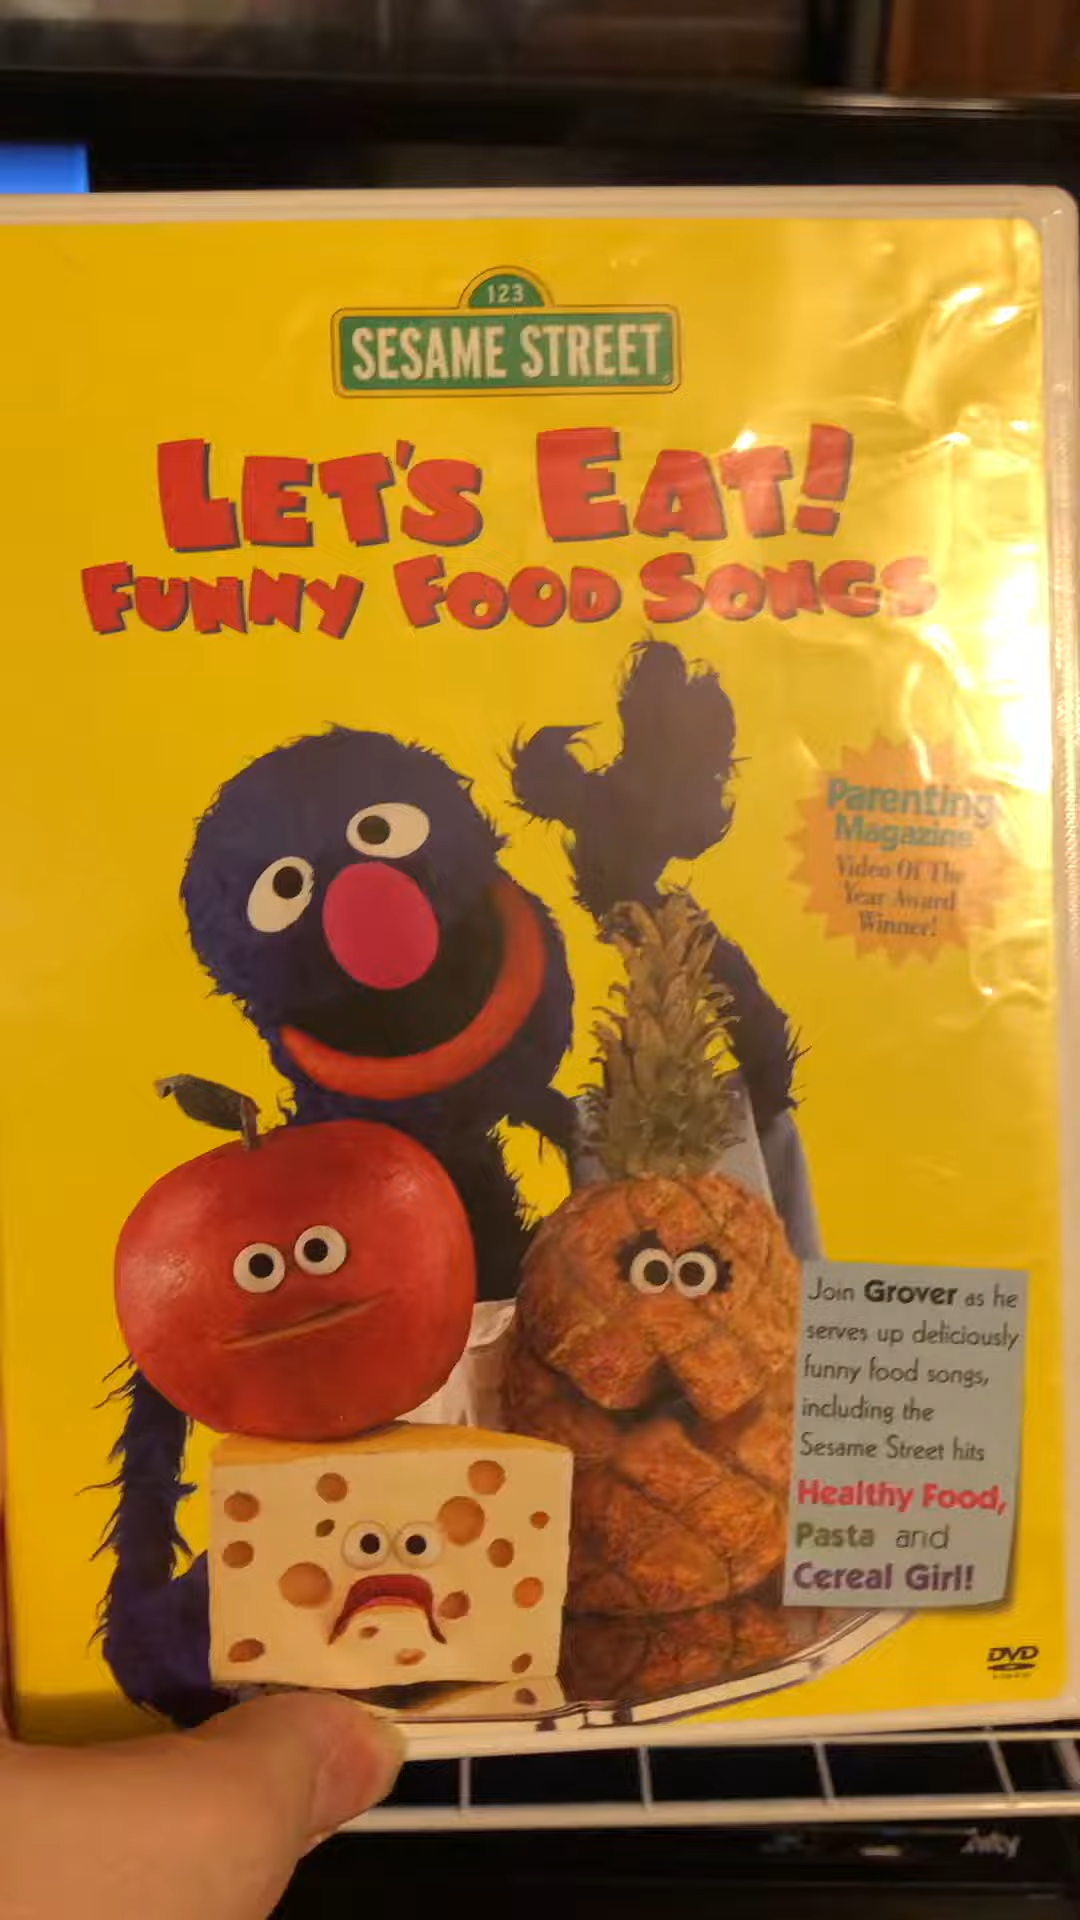 123
SESAME STREET
LET'S EAT!
FUNNY FOOD SONGS
Parenting
Magazine
Video Of The
Year Award
Winner!
Join Grover as he
serves up deliciously
funny food songs,
including the
Sesame Street hits
Healthy Food,
Pasta and
Cereal Girl!
DVD